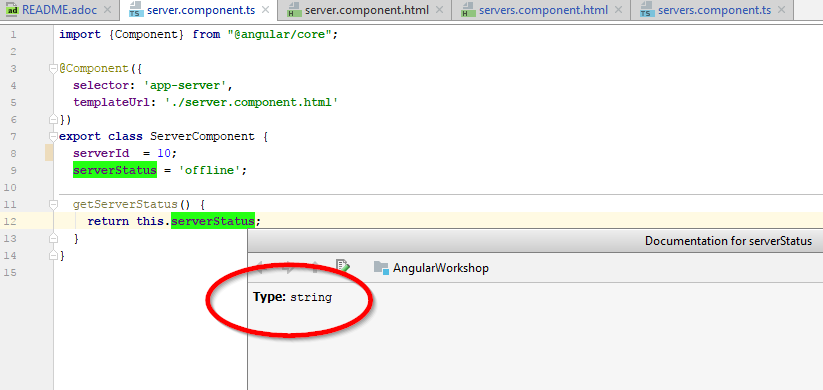 README.adoc server.component.ts server.component.html servers.component.html servers.component.ts
1 import {Component} from "@angular/core";
2
3 @Component({
4 selector: 'app-server',
5 templateUrl: './server.component.html'
6 })
7 export class ServerComponent {
8 serverId  = 10;
9 serverStatus = 'offline';
10
11 getServerStatus() {
12 return this.serverStatus;
13 }
14 }
15
Documentation for serverStatus
AngularWorkshop
Type: string